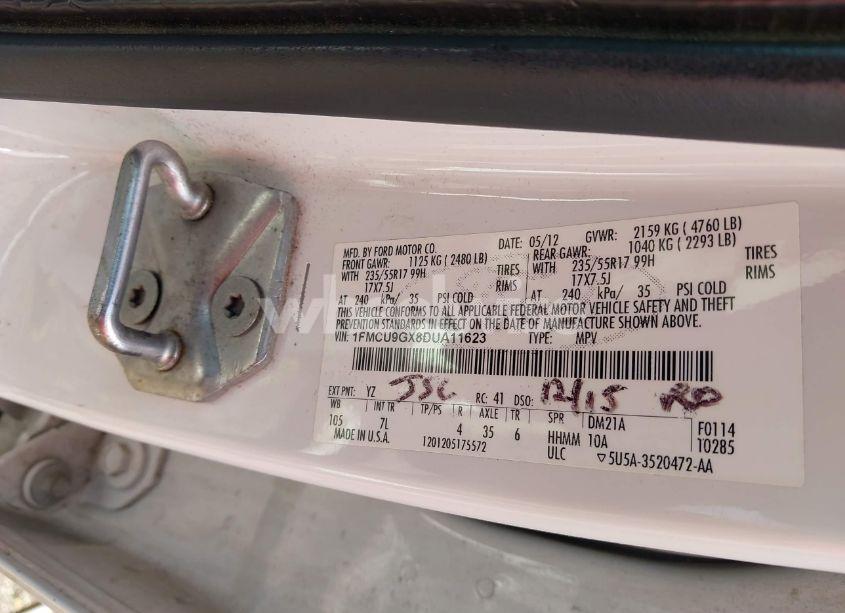 MFD. BY FORD MOTOR CO.
DATE: 05/12 GVWR: 2159 KG ( 4760 LB)
FRONT GAWR: 1125 KG ( 2480 LB) REAR GAWR: 1040 KG ( 2293 LB)
WITH 235/55R17 99H TIRES WITH 235/55R17 99H TIRES
17X7.5J RIMS 17X7.5J RIMS
AT 240 kPa/ 35 PSI COLD AT 240 kPa/ 35 PSI COLD
THIS VEHICLE CONFORMS TO ALL APPLICABLE FEDERAL MOTOR VEHICLE SAFETY AND THEFT
PREVENTION STANDARDS IN EFFECT ON THE DATE OF MANUFACTURE SHOWN ABOVE.
VIN: 1FMCU9GX8DUA11623 TYPE: MPV
EXT PNT: YZ RC: 41 DSO: 12/15
WB INT TR TP/PS R AXLE TR SPR DM21A F0114
105 7L 4 35 6 HHMM 10A T0285
MADE IN U.S.A. 1201205175572 ULC ▽5U5A-3520472-AA